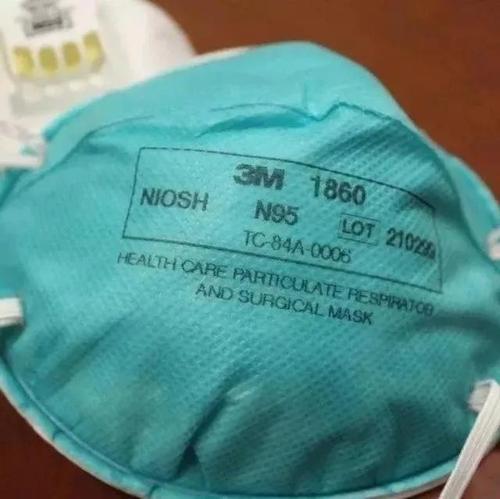 3M 1860
NIOSH N95 LOT
TC-84A-0006
HEALTH CARE PARTICULATE RESPIRATOR
AND SURGICAL MASK